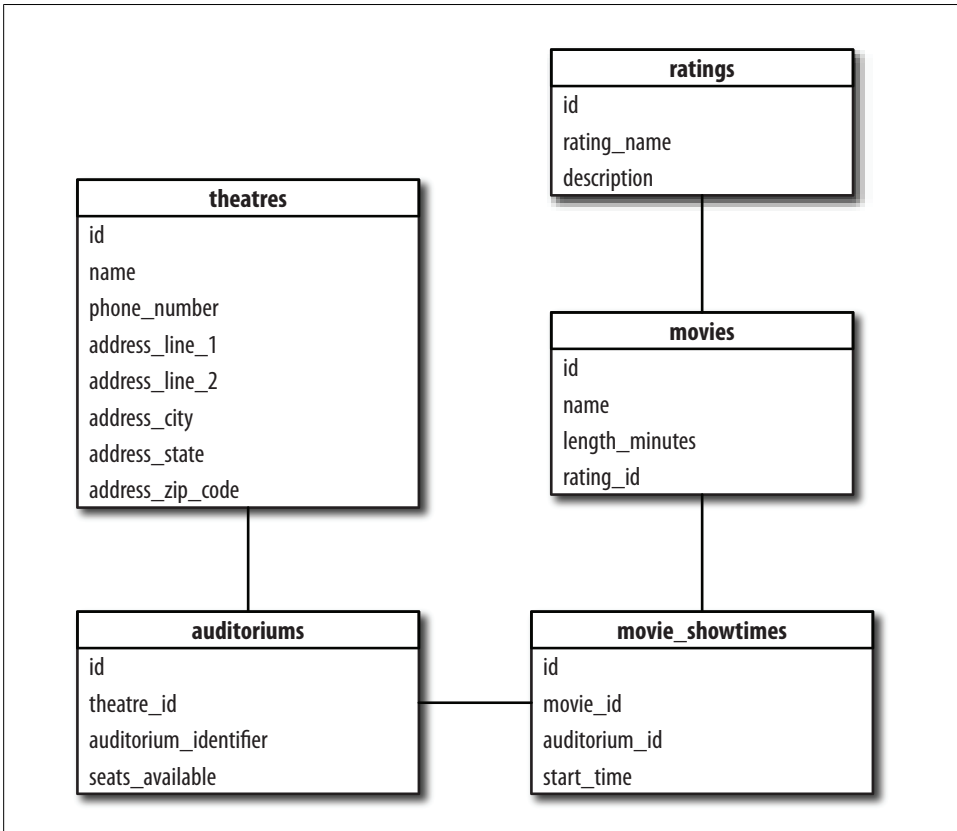 ratings
id
rating_name
description
theatres
id
name
phone_number
address_line_1
address_line_2
address_city
address_state
address_zip_code
movies
id
name
length_minutes
rating_id
auditoriums
id
theatre_id
auditorium_identifier
seats_available
movie_showtimes
id
movie_id
auditorium_id
start_time